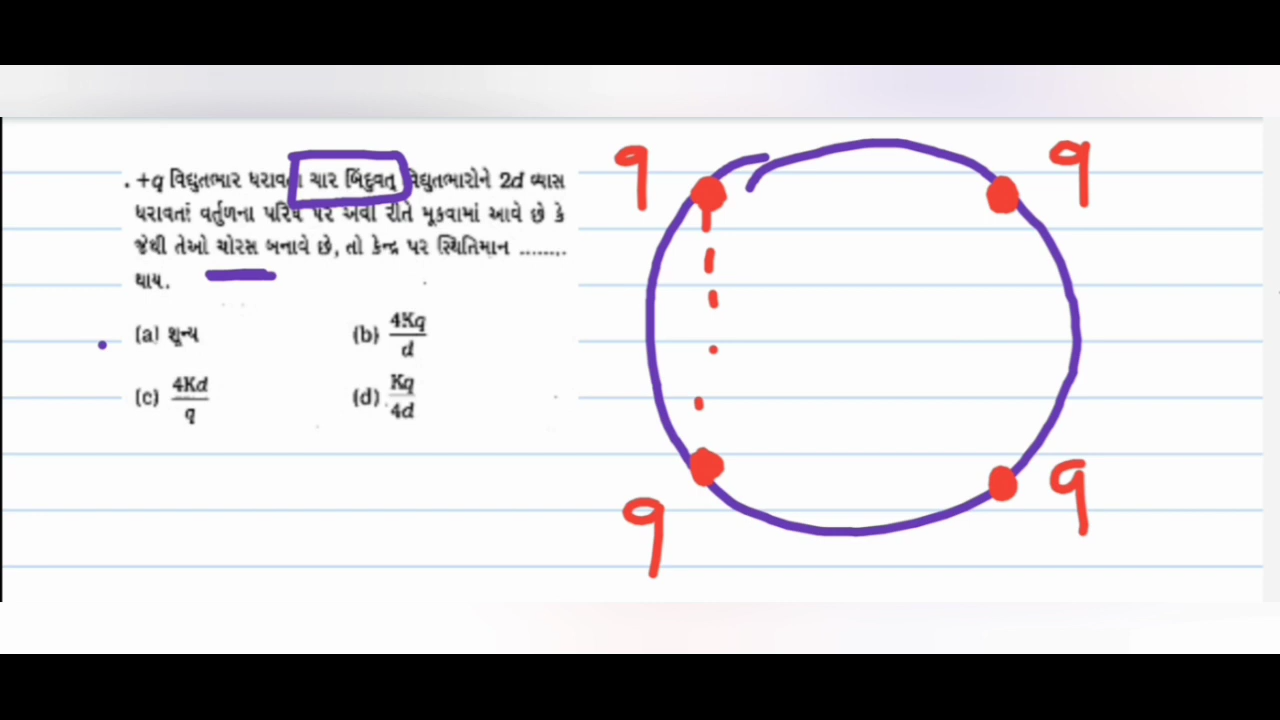 . +q વિદ્યુતભાર ધરાવતા ચાર બિંદુવત્ વિદ્યુતભારોને 2d વ્યાસ
ધરાવતાં વર્તુળના પરિઘ પર એવી રીતે મૂકવામાં આવે છે કે
જેથી તેઓ ચોરસ બનાવે છે, તો કેન્દ્ર પર સ્થિતિમાન ........
થાય.
(a) શૂન્ય (b) 4Kq/d
(c) 4Kd/q (d) Kq/4d
q q
q q